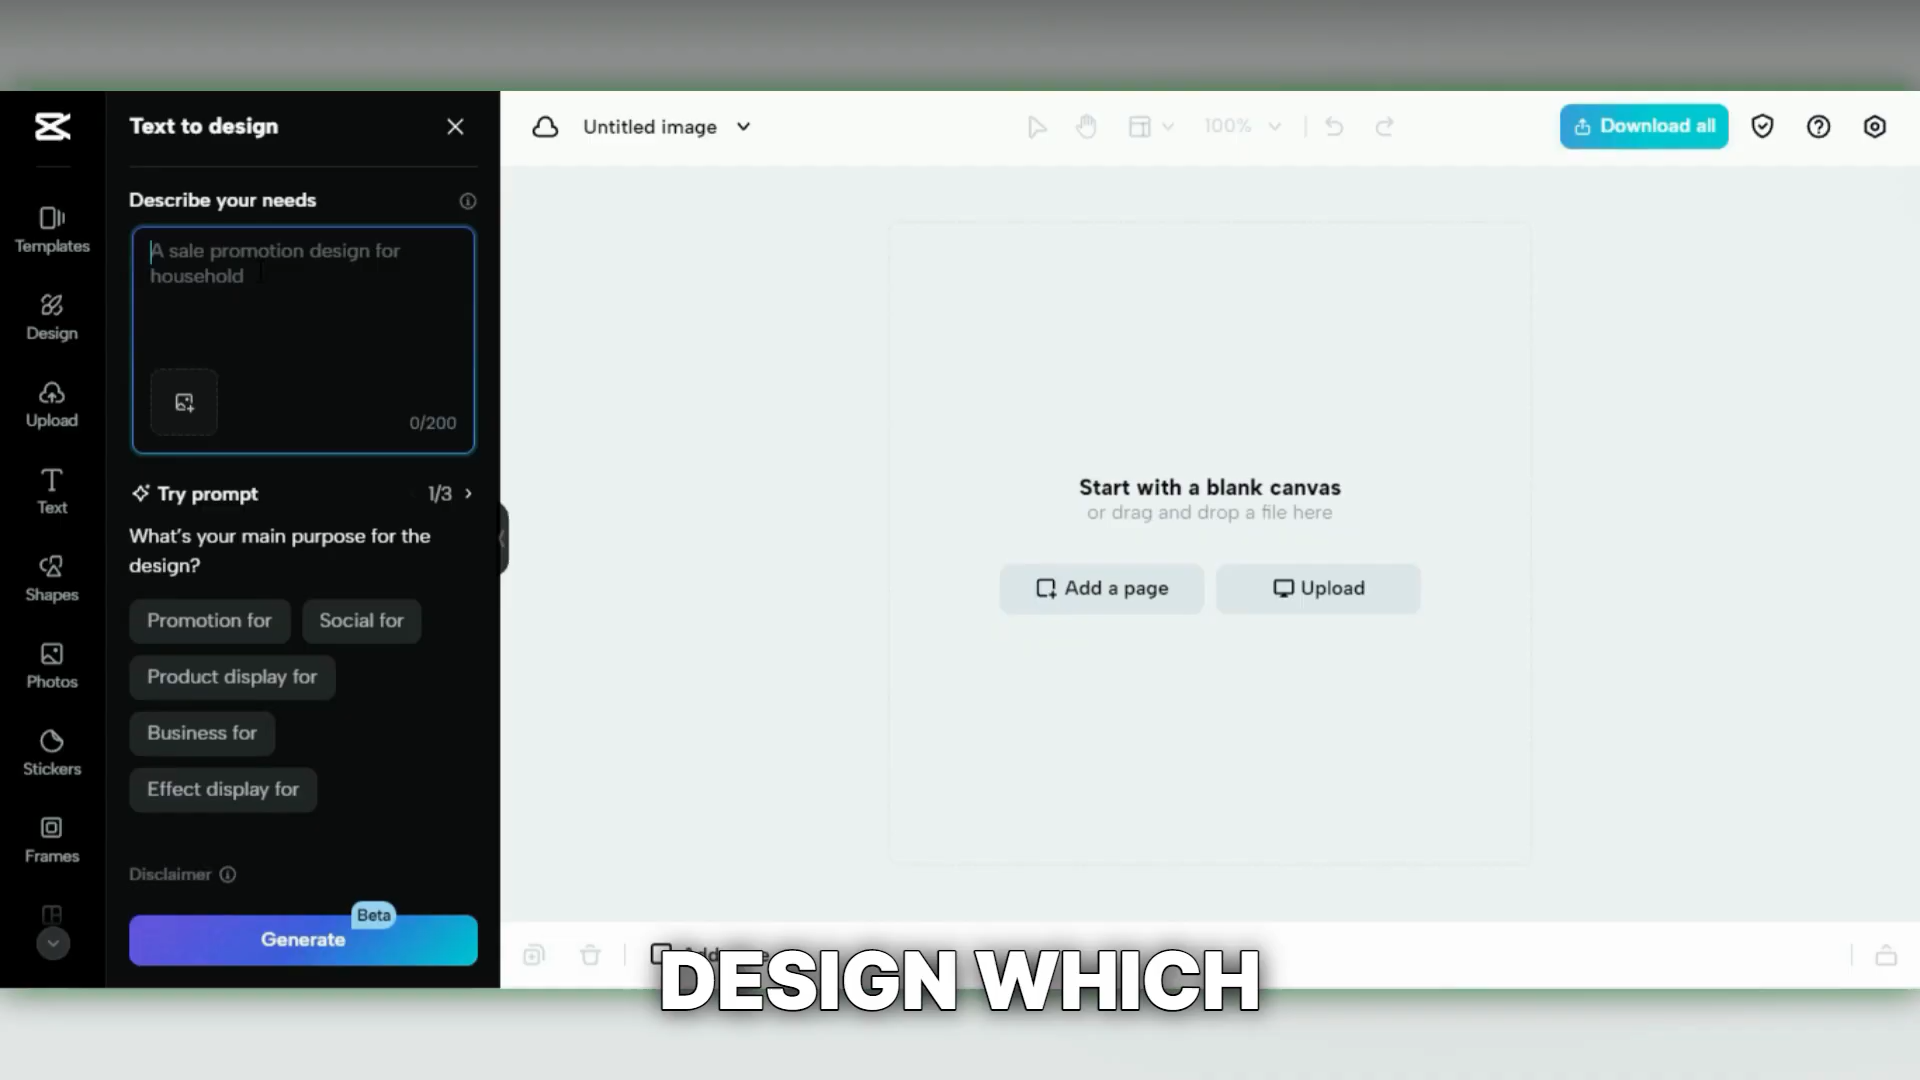 Text to design
Untitled image
100%
Download all
Describe your needs
A sale promotion design for
household
0/200
Templates
Design
Upload
Text
Shapes
Photos
Stickers
Frames
Try prompt
1/3
What's your main purpose for the
design?
Promotion for
Social for
Product display for
Business for
Effect display for
Disclaimer
Beta
Generate
Start with a blank canvas
or drag and drop a file here
Add a page
Upload
DESIGN WHICH